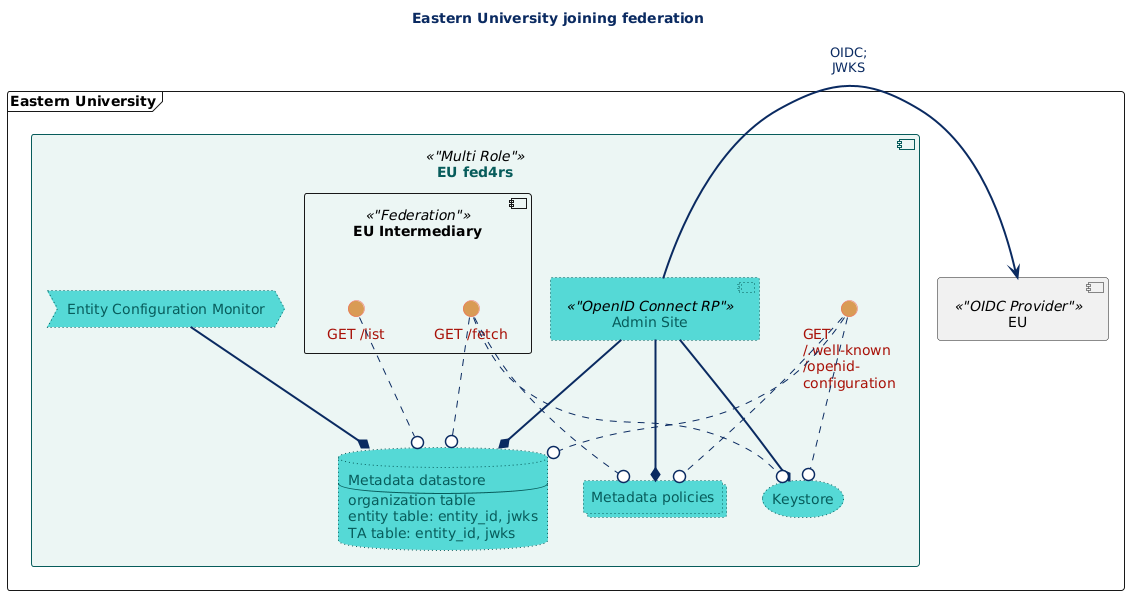 Eastern University joining federation
OIDC;
JWKS
Eastern University
«"Multi Role"»
EU fed4rs
«"Federation"»
EU Intermediary
Entity Configuration Monitor
GET /list
GET /fetch
«"OpenID Connect RP"»
Admin Site
GET
/.well-known
/openid-
configuration
«"OIDC Provider"»
EU
Metadata datastore
organization table
entity table: entity_id, jwks
TA table: entity_id, jwks
Metadata policies
Keystore